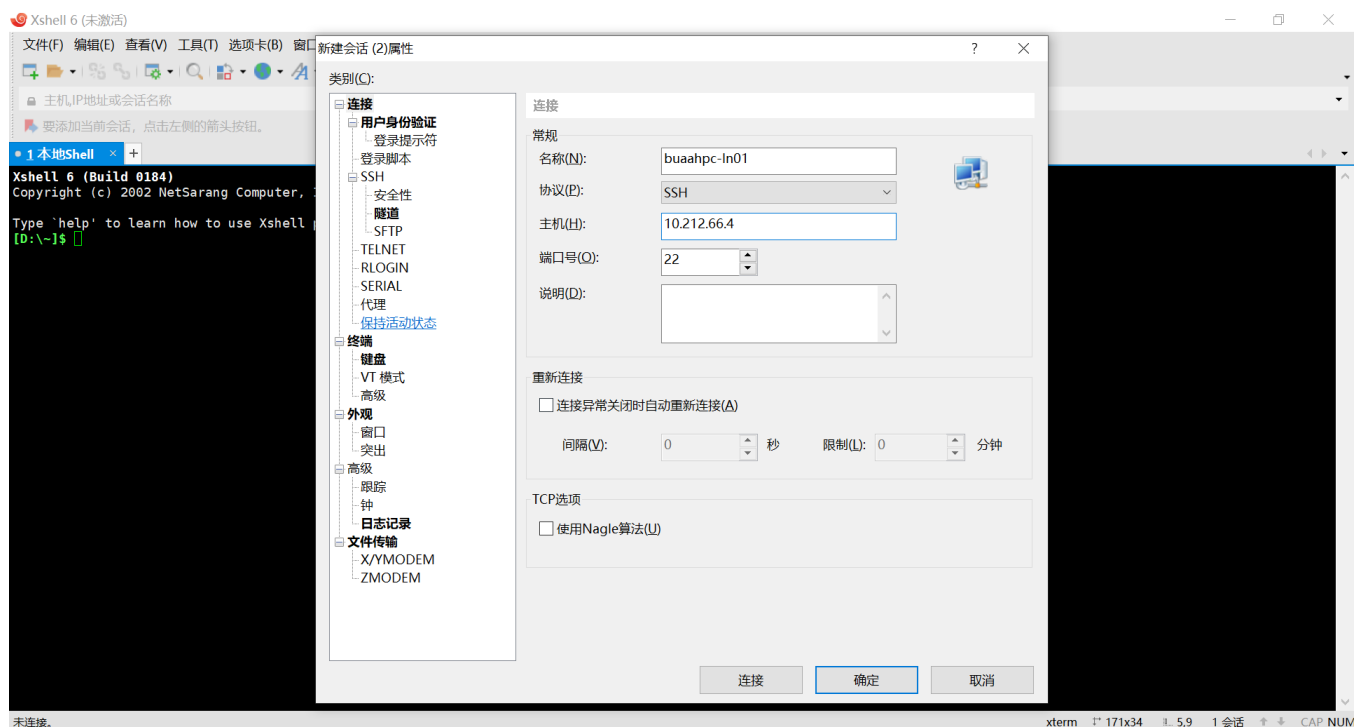 Xshell 6 (未激活)
文件(F) 编辑(E) 查看(V) 工具(T) 选项卡(B) 窗口
主机,IP地址或会话名称
要添加当前会话，点击左侧的箭头按钮。
1 本地Shell × +
Xshell 6 (Build 0184)
Copyright (c) 2002 NetSarang Computer,
Type `help' to learn how to use Xshell
[D:\~]$
新建会话 (2)属性 ? ×
类别(C):
连接
用户身份验证
登录提示符
登录脚本
SSH
安全性
隧道
SFTP
TELNET
RLOGIN
SERIAL
代理
保持活动状态
终端
键盘
VT 模式
高级
外观
窗口
突出
高级
跟踪
钟
日志记录
文件传输
X/YMODEM
ZMODEM
连接
常规
名称(N): buaahpc-ln01
协议(P): SSH
主机(H): 10.212.66.4
端口号(O): 22
说明(D):
重新连接
连接异常关闭时自动重新连接(A)
间隔(V): 0 秒 限制(L): 0 分钟
TCP选项
使用Nagle算法(U)
连接 确定 取消
未连接。 xterm 171x34 5,9 1 会话 CAP NUM